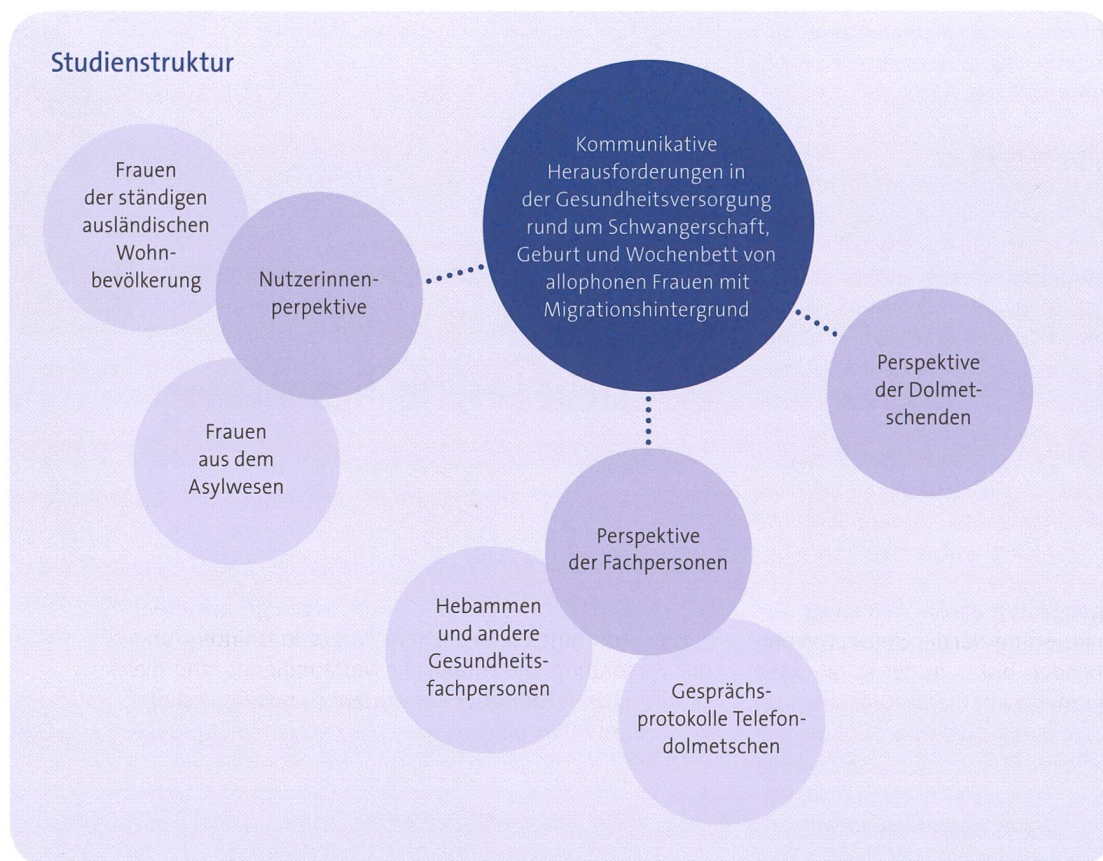 Studienstruktur
Kommunikative
Herausforderungen in
der Gesundheitsversorgung
rund um Schwangerschaft,
Geburt und Wochenbett von
allophonen Frauen mit
Migrationshintergrund
Frauen
der ständigen
ausländischen
Wohn-
bevölkerung
Nutzerinnen-
perpektive
Frauen
aus dem
Asylwesen
Perspektive
der Dolmet-
schenden
Perspektive
der Fachpersonen
Hebammen
und andere
Gesundheits-
fachpersonen
Gesprächs-
protokolle Telefon-
dolmetschen